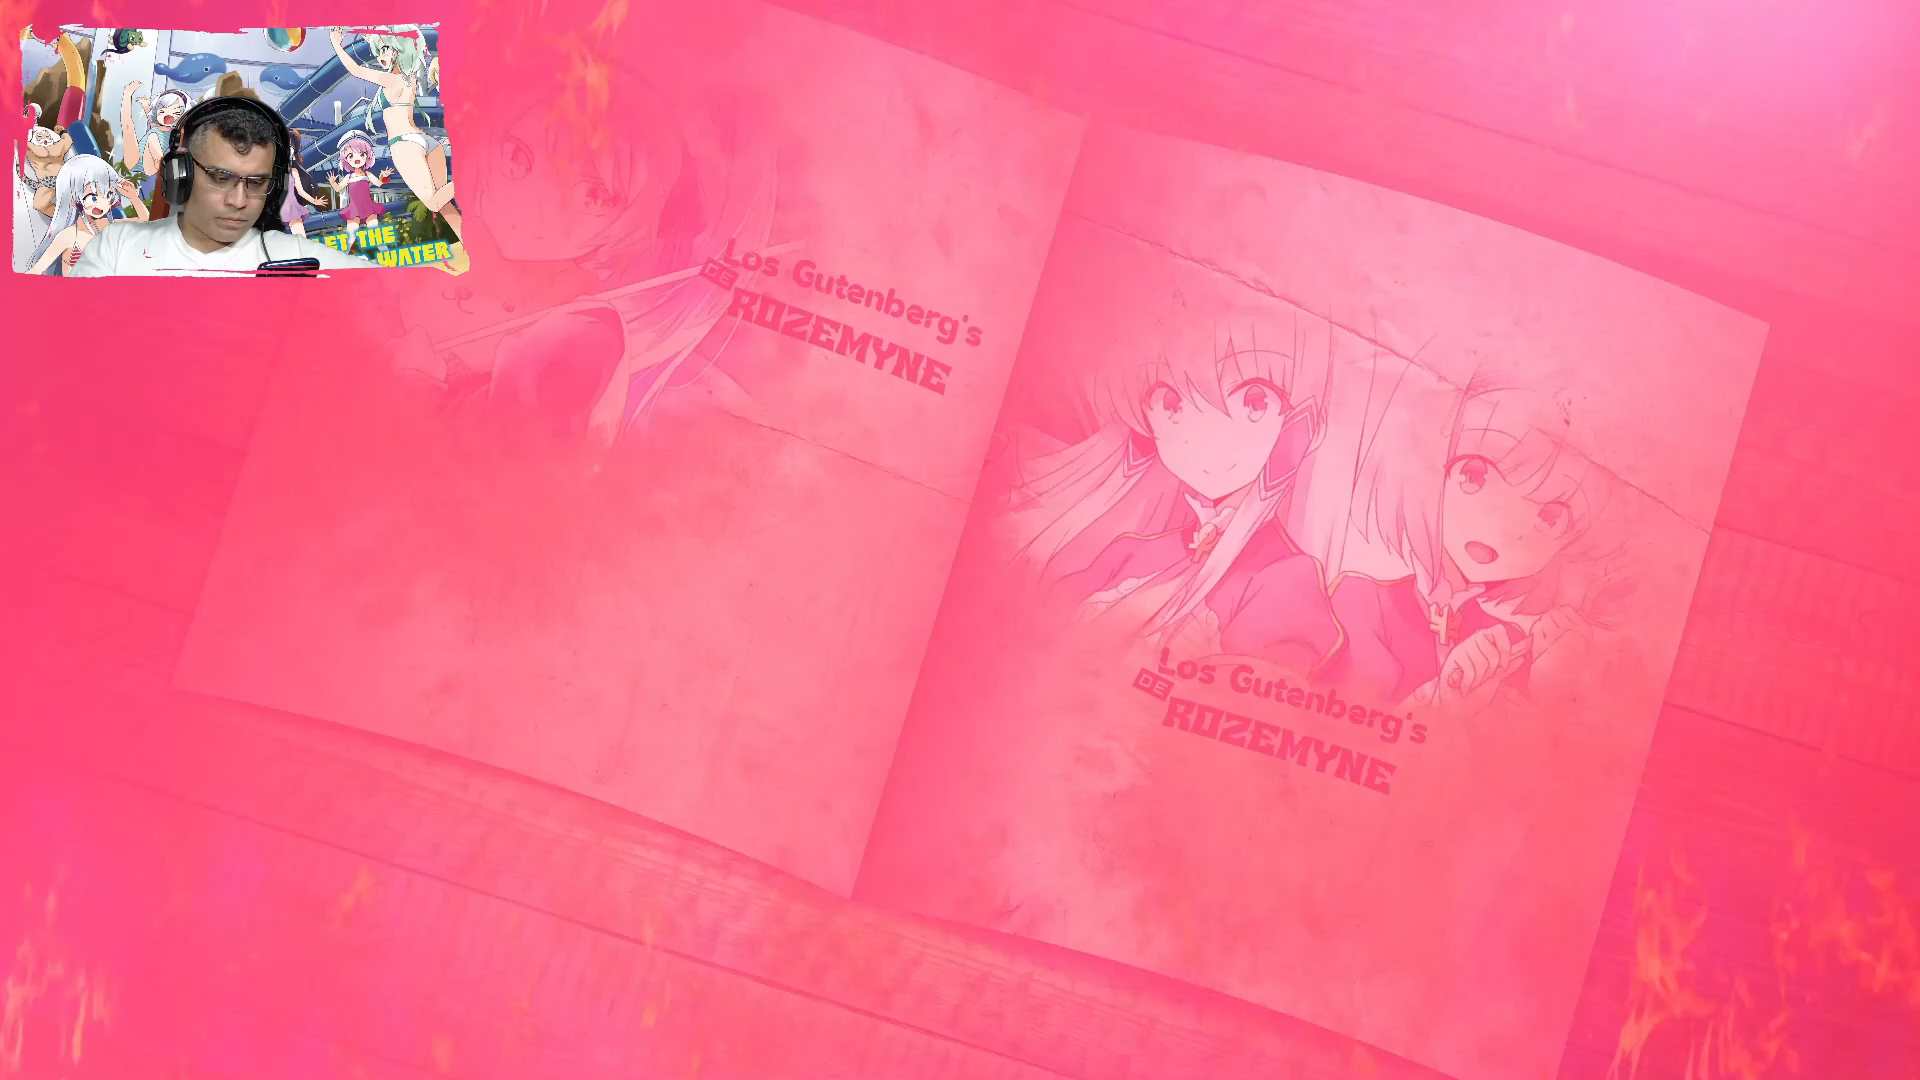 LET THE
WATER
Los Gutenberg's
DE
ROZEMYNE
Los Gutenberg's
DE
ROZEMYNE